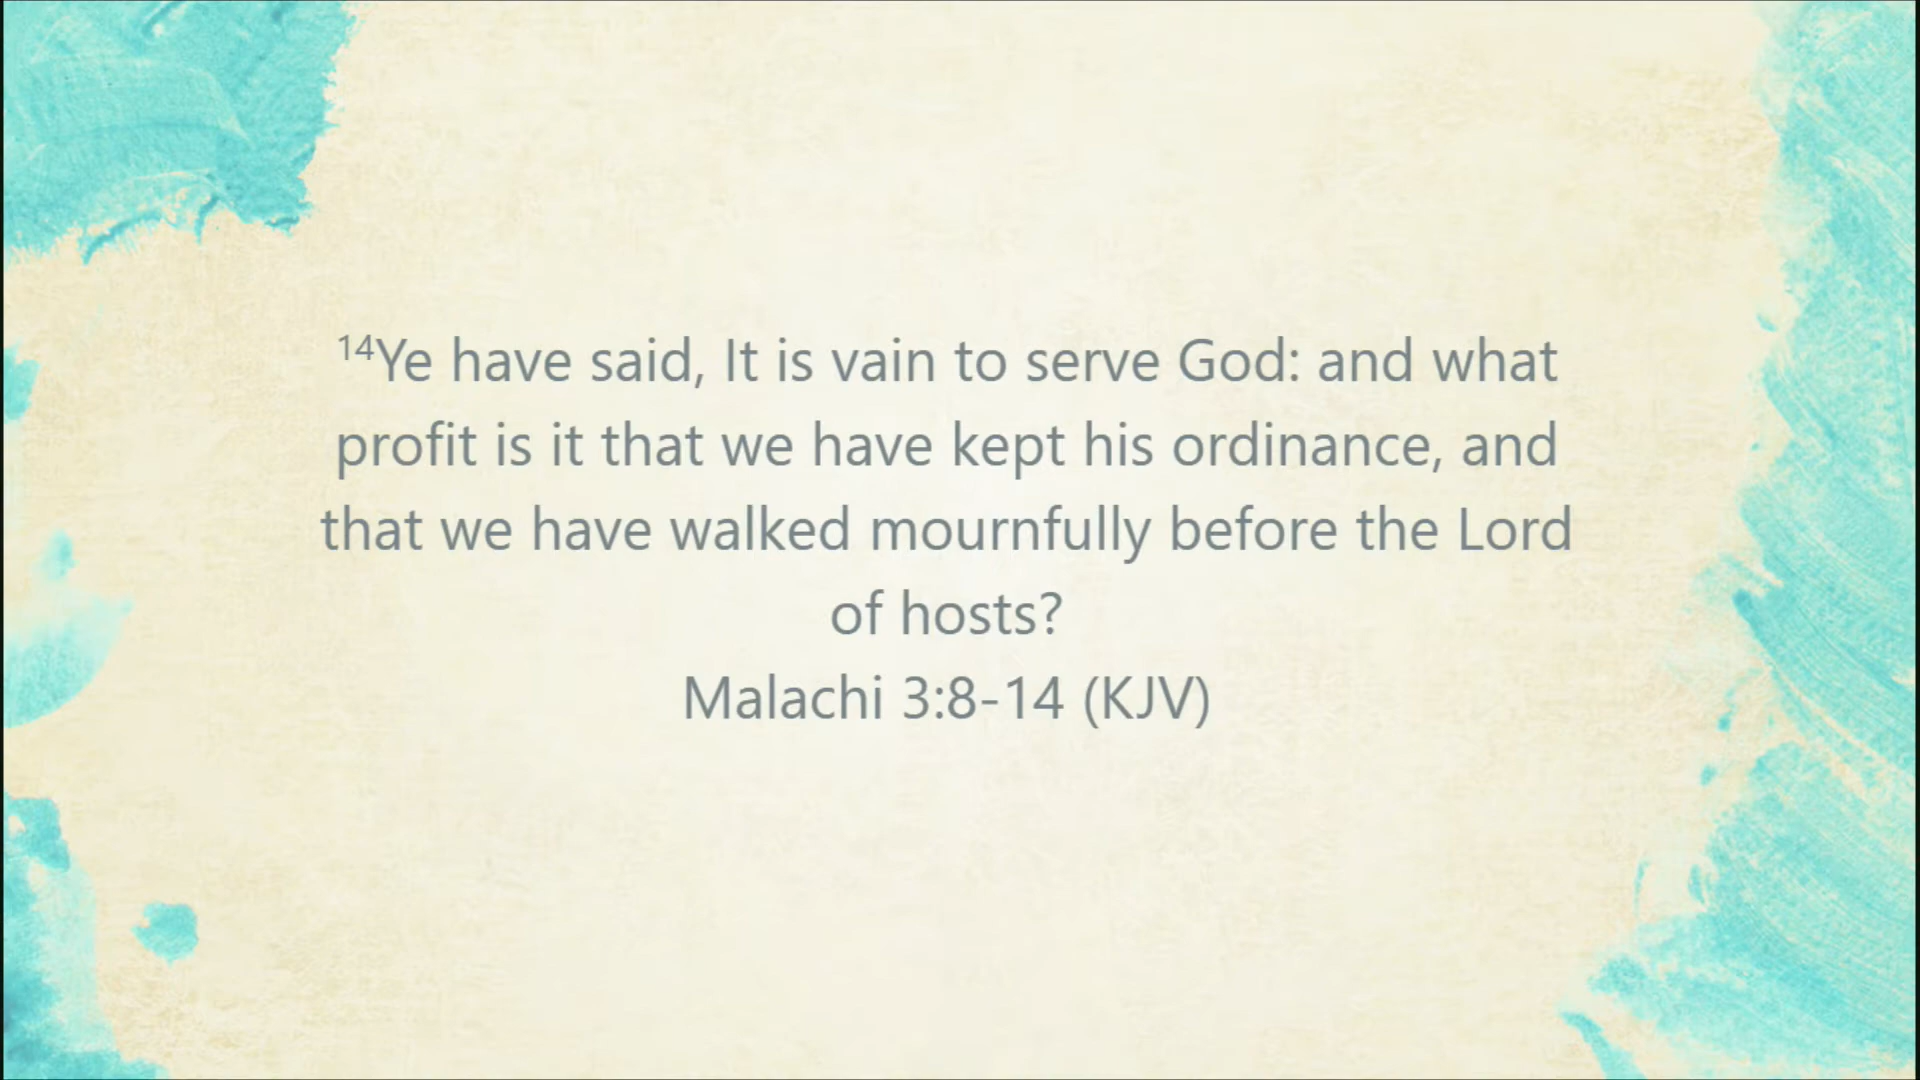 ¹⁴Ye have said, It is vain to serve God: and what
profit is it that we have kept his ordinance, and
that we have walked mournfully before the Lord
of hosts?
Malachi 3:8-14 (KJV)